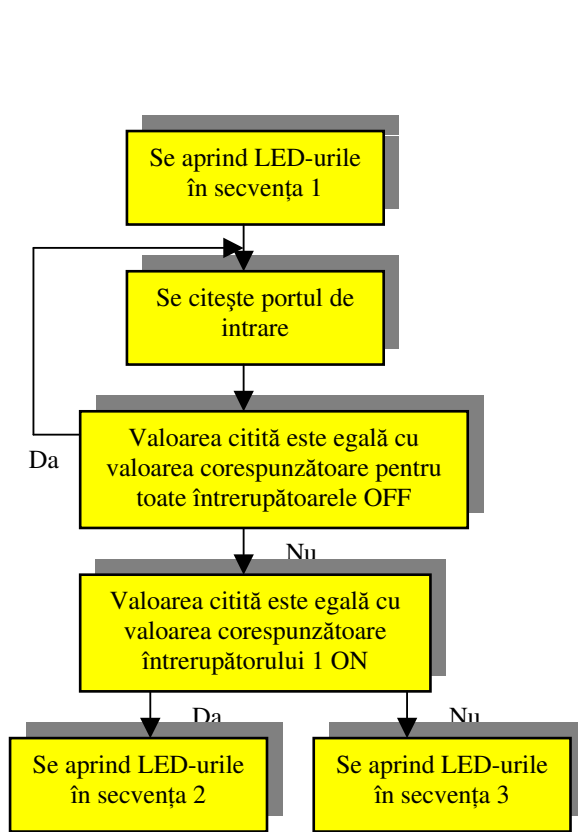 Se aprind LED-urile
în secvenţa 1
Se citeşte portul de
intrare
Valoarea citită este egală cu
valoarea corespunzătoare pentru
toate întrerupătoarele OFF
Da
Nu
Valoarea citită este egală cu
valoarea corespunzătoare
întrerupătorului 1 ON
Da
Nu
Se aprind LED-urile
în secvenţa 2
Se aprind LED-urile
în secvenţa 3